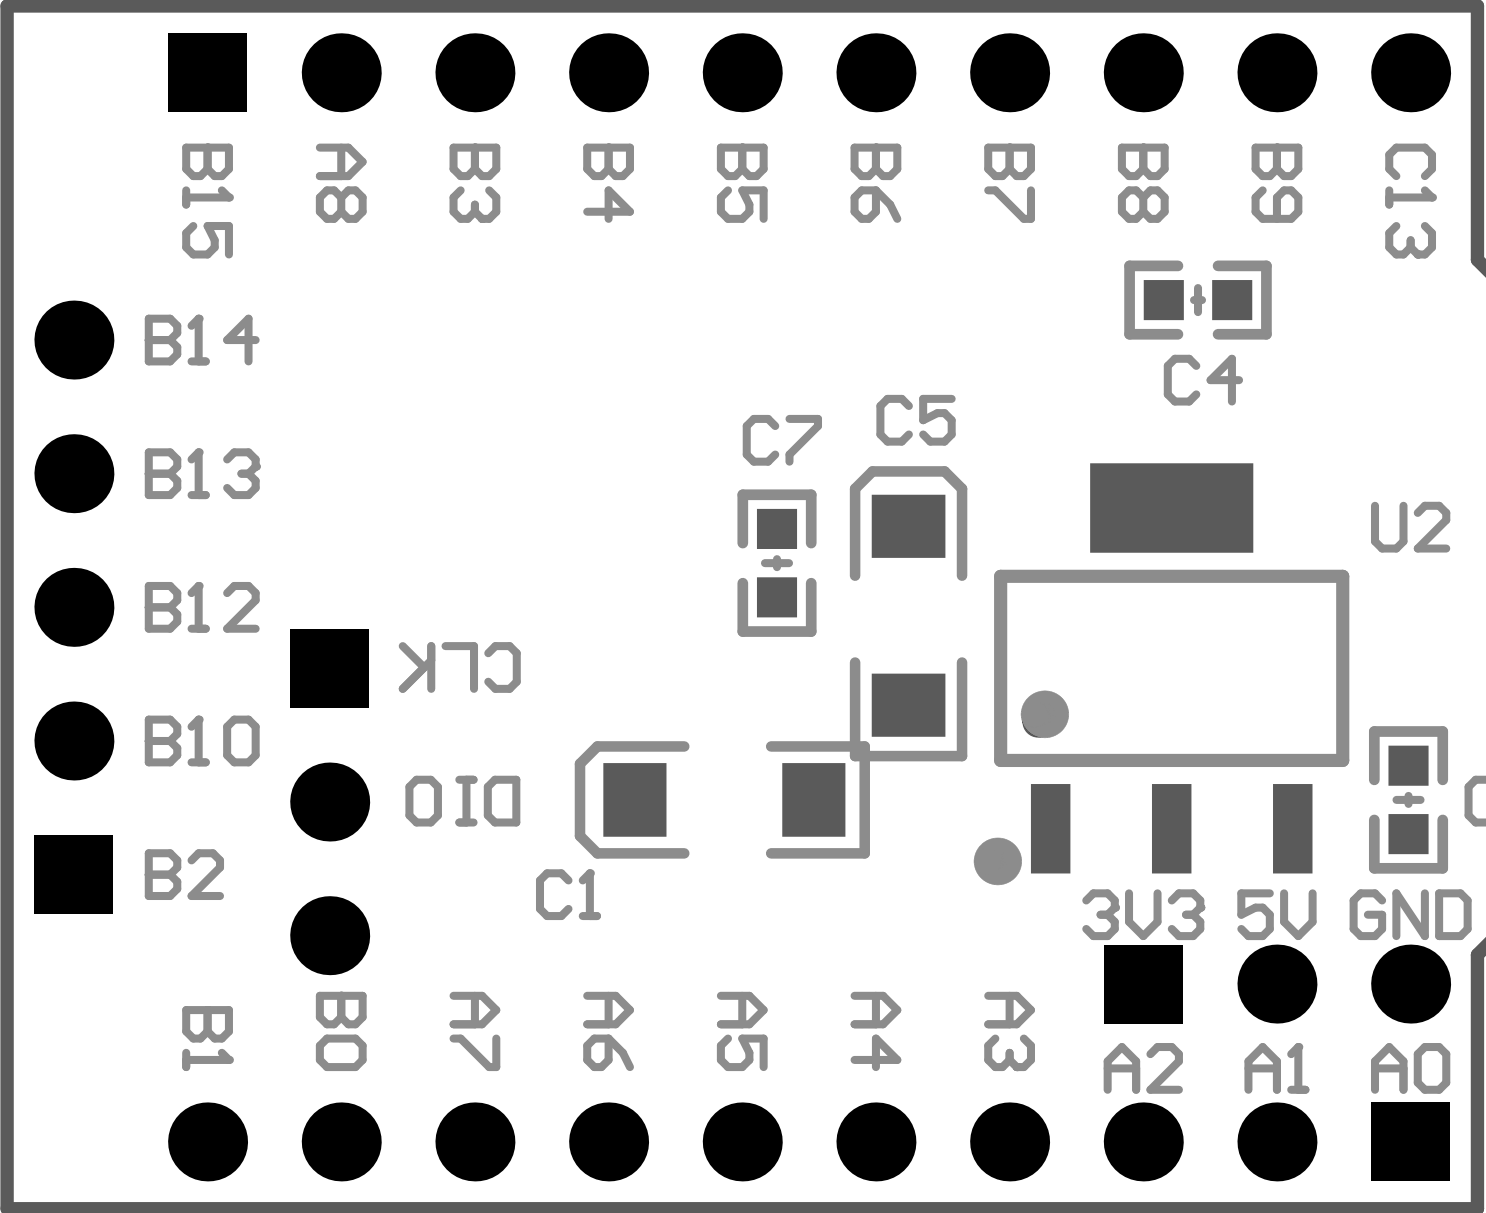 B15 A8 B3 B4 B5 B6 B7 B8 B9 C13
B14
C4
C7 C5
B13
U2
B12
CLK
B10
DIO
B2
C1
3V3 5V GND
B1 B0 A7 A6 A5 A4 A3 A2 A1 A0